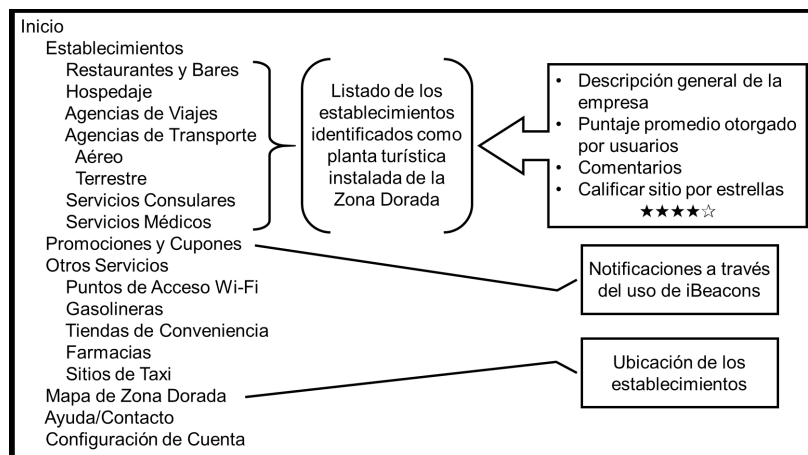 Inicio
Establecimientos
Restaurantes y Bares
Hospedaje
Agencias de Viajes
Agencias de Transporte
Aéreo
Terrestre
Servicios Consulares
Servicios Médicos
Promociones y Cupones
Otros Servicios
Puntos de Acceso Wi-Fi
Gasolineras
Tiendas de Conveniencia
Farmacias
Sitios de Taxi
Mapa de Zona Dorada
Ayuda/Contacto
Configuración de Cuenta
Listado de los
establecimientos
identificados como
planta turística
instalada de la
Zona Dorada
• Descripción general de la
empresa
• Puntaje promedio otorgado
por usuarios
• Comentarios
• Calificar sitio por estrellas
★★★★☆
Notificaciones a través
del uso de iBeacons
Ubicación de los
establecimientos